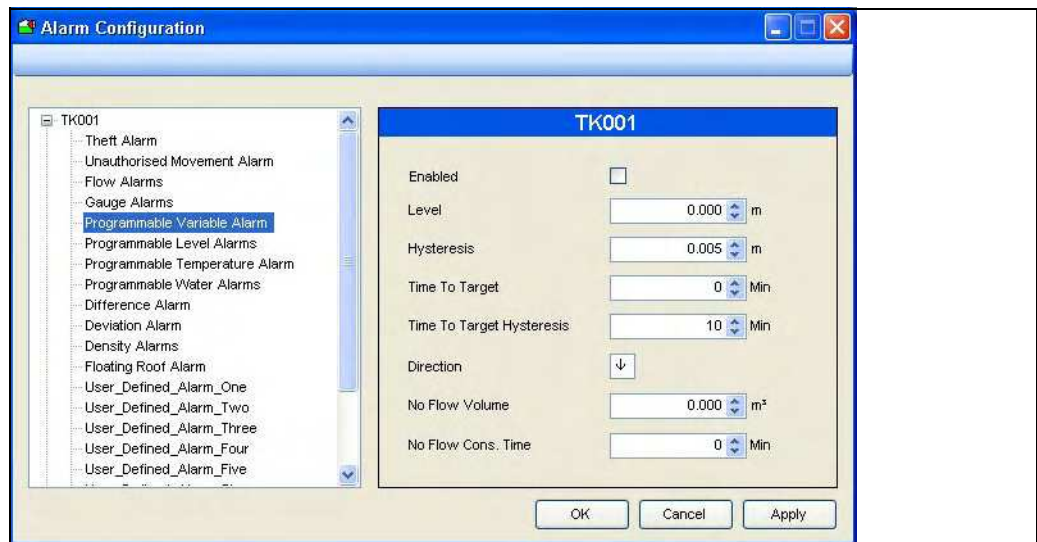 Alarm Configuration
TK001
Theft Alarm
Unauthorised Movement Alarm
Flow Alarms
Gauge Alarms
Programmable Variable Alarm
Programmable Level Alarms
Programmable Temperature Alarm
Programmable Water Alarms
Difference Alarm
Deviation Alarm
Density Alarms
Floating Roof Alarm
User_Defined_Alarm_One
User_Defined_Alarm_Two
User_Defined_Alarm_Three
User_Defined_Alarm_Four
User_Defined_Alarm_Five
TK001
Enabled
Level 0.000 m
Hysteresis 0.005 m
Time To Target 0 Min
Time To Target Hysteresis 10 Min
Direction ↓
No Flow Volume 0.000 m³
No Flow Cons. Time 0 Min
OK Cancel Apply